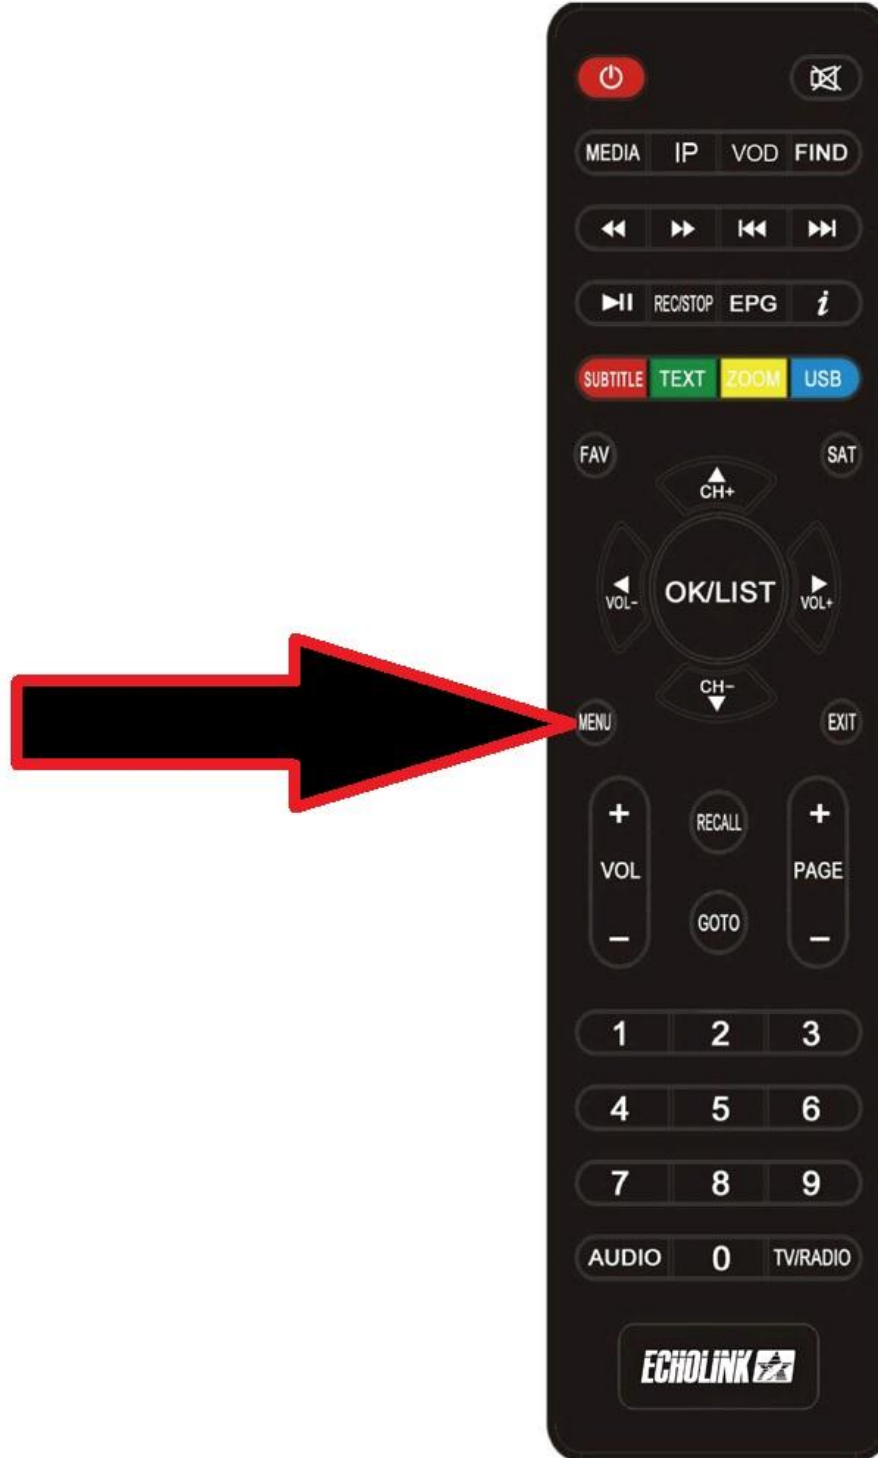 MEDIA IP VOD FIND
REC/STOP EPG i
SUBTITLE TEXT ZOOM USB
FAV SAT
CH+
VOL- OK/LIST VOL+
CH-
MENU EXIT
+ +
RECALL
VOL PAGE
GOTO
- -
1 2 3
4 5 6
7 8 9
AUDIO 0 TV/RADIO
ECHOLINK